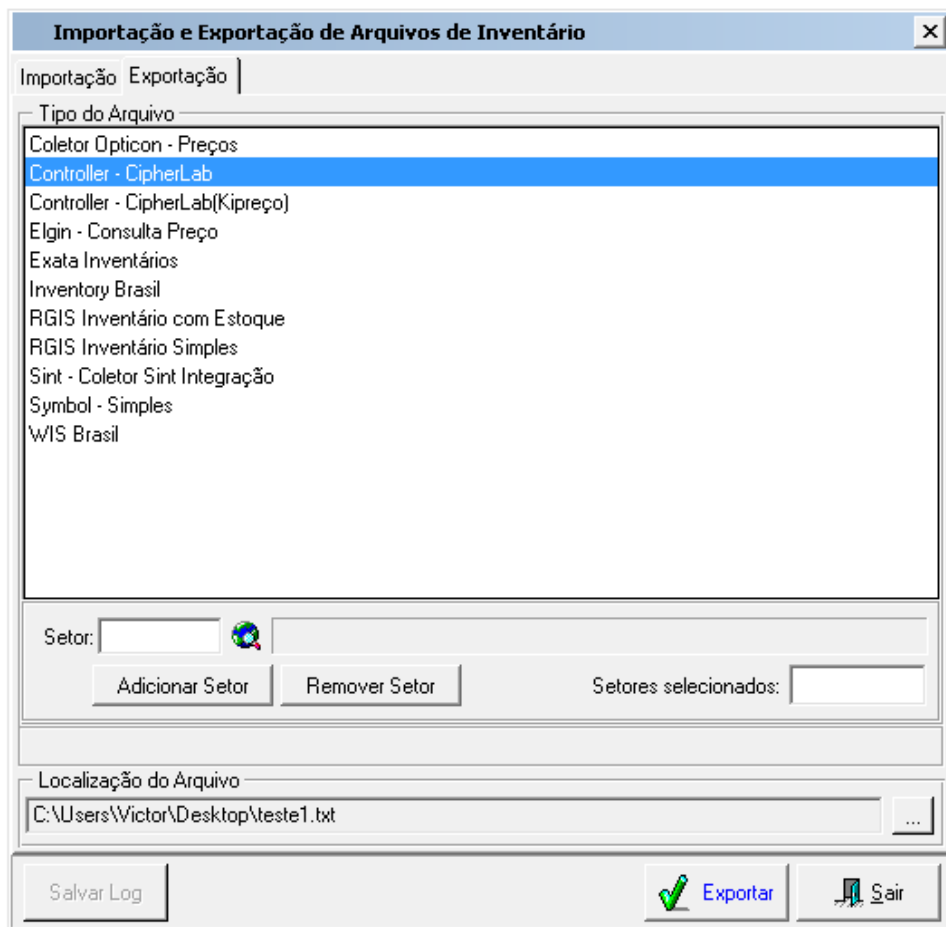 Importação e Exportação de Arquivos de Inventário
Importação Exportação
Tipo do Arquivo
Coletor Opticon - Preços
Controller - CipherLab
Controller - CipherLab(Kipreço)
Elgin - Consulta Preço
Exata Inventários
Inventory Brasil
RGIS Inventário com Estoque
RGIS Inventário Simples
Sint - Coletor Sint Integração
Symbol - Simples
WIS Brasil
Setor:
Adicionar Setor Remover Setor Setores selecionados:
Localização do Arquivo
C:\Users\Victor\Desktop\teste1.txt ...
Salvar Log Exportar Sair